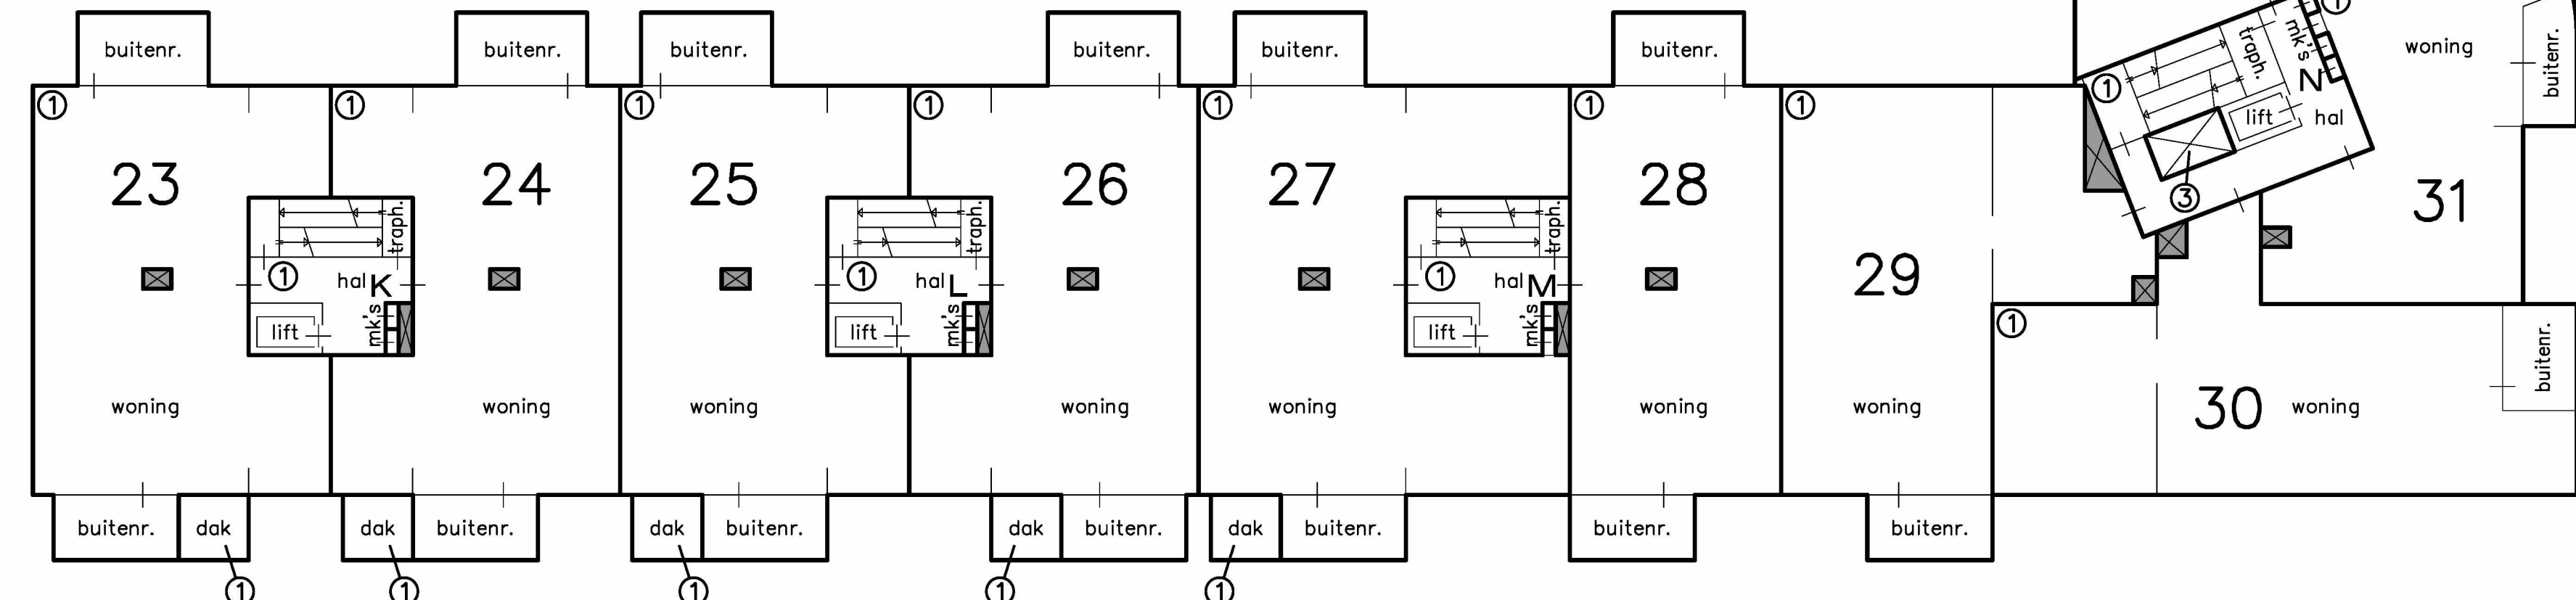 buitenr. buitenr. buitenr. buitenr. buitenr. buitenr.
woning
buitenr.
traph.
mk's
N
1
1
lift
hal
3
31
1 1 1 1 1 1 1
23 24 25 26 27 28
29
traph. traph. traph.
1 hal K 1 hal L 1 hal M
lift mk's lift mk's lift mk's
1
buitenr.
woning woning woning woning woning woning woning
30 woning
buitenr. dak dak buitenr. dak buitenr. dak buitenr. dak buitenr. buitenr. buitenr.
1 1 1 1 1